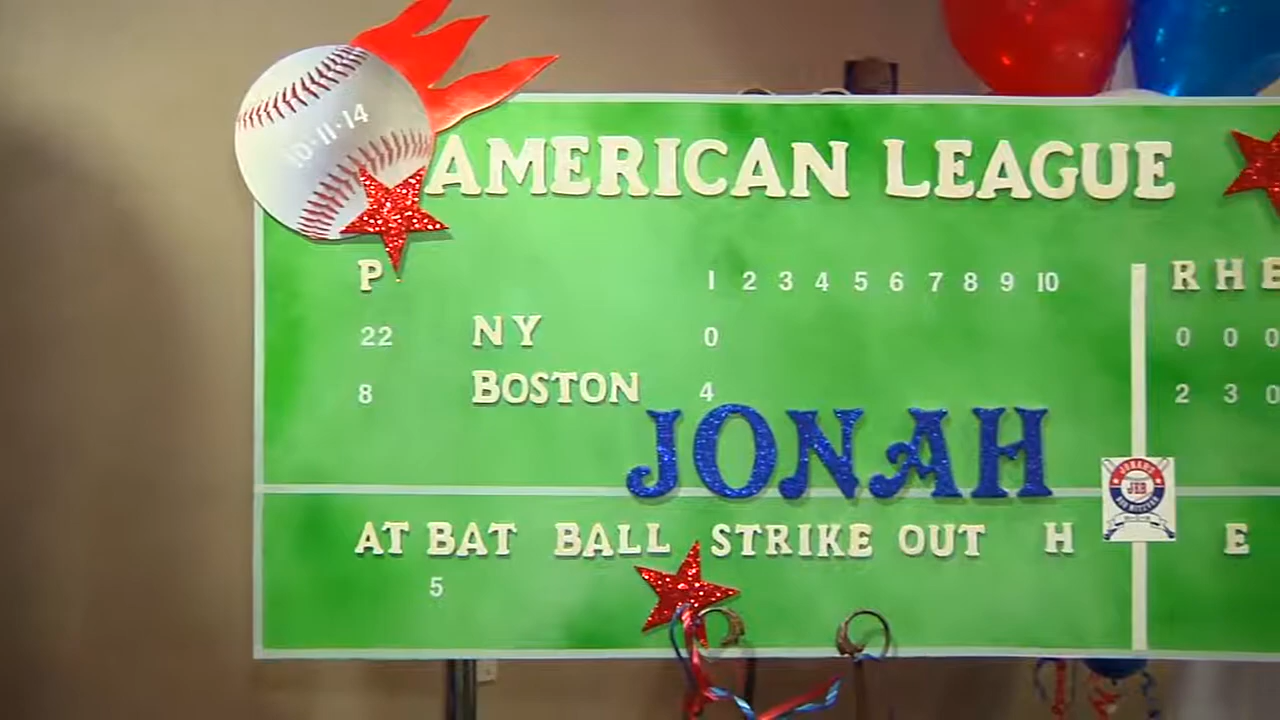 10·11·14
AMERICAN LEAGUE
P 1 2 3 4 5 6 7 8 9 10 R H E
22 NY 0 0 0 0
8 BOSTON 4 2 3 0
JONAH
JONAH'S
AT BAT BALL STRIKE OUT H E
5